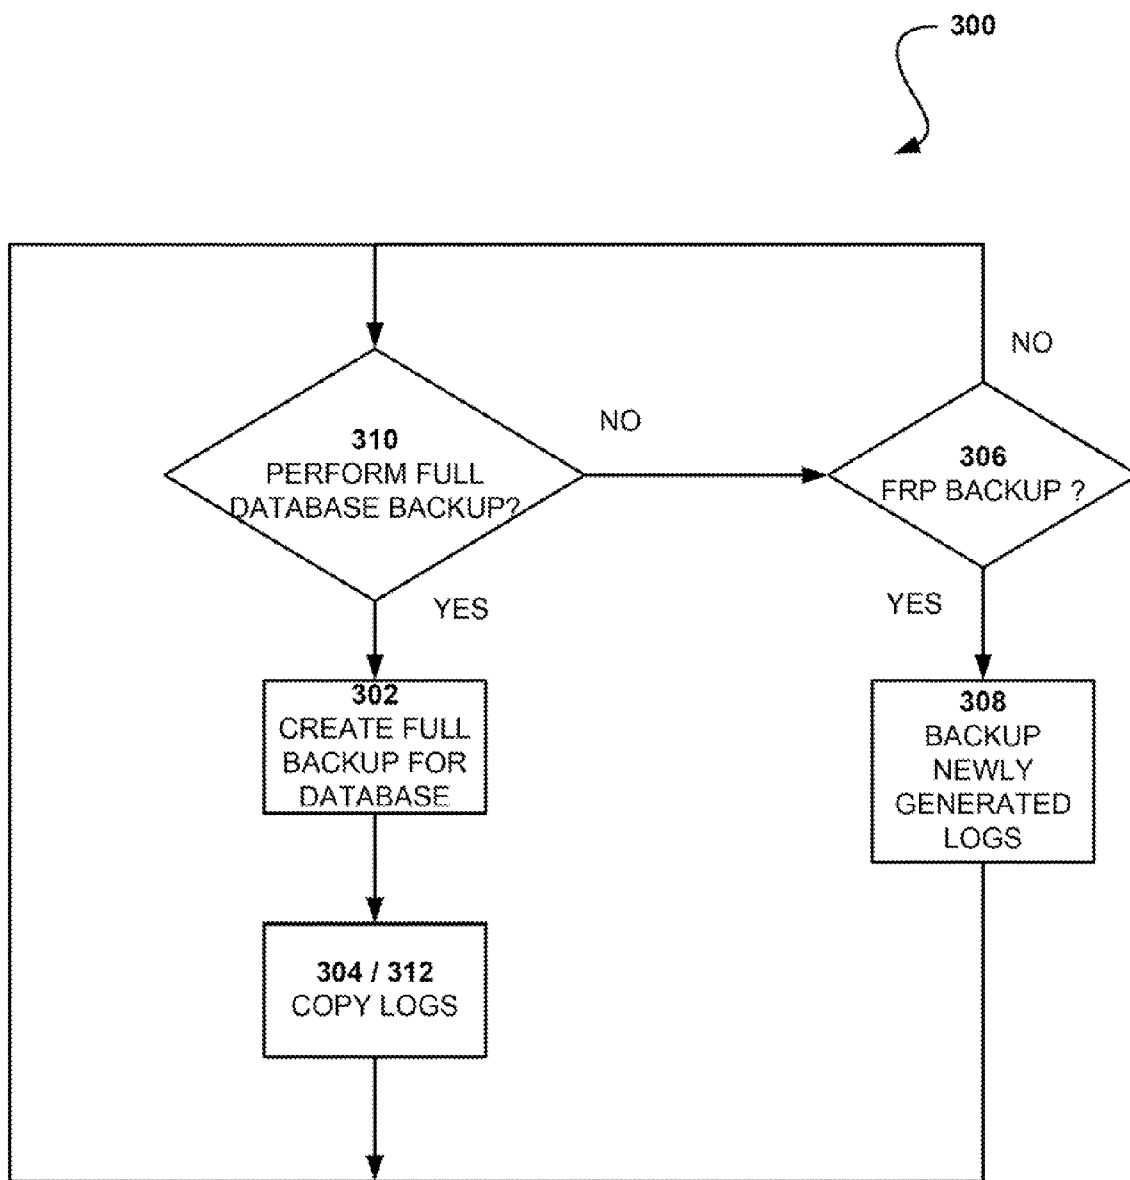 300
NO
310
PERFORM FULL
DATABASE BACKUP?
NO
306
FRP BACKUP ?
YES
YES
302
CREATE FULL
BACKUP FOR
DATABASE
308
BACKUP
NEWLY
GENERATED
LOGS
304 / 312
COPY LOGS